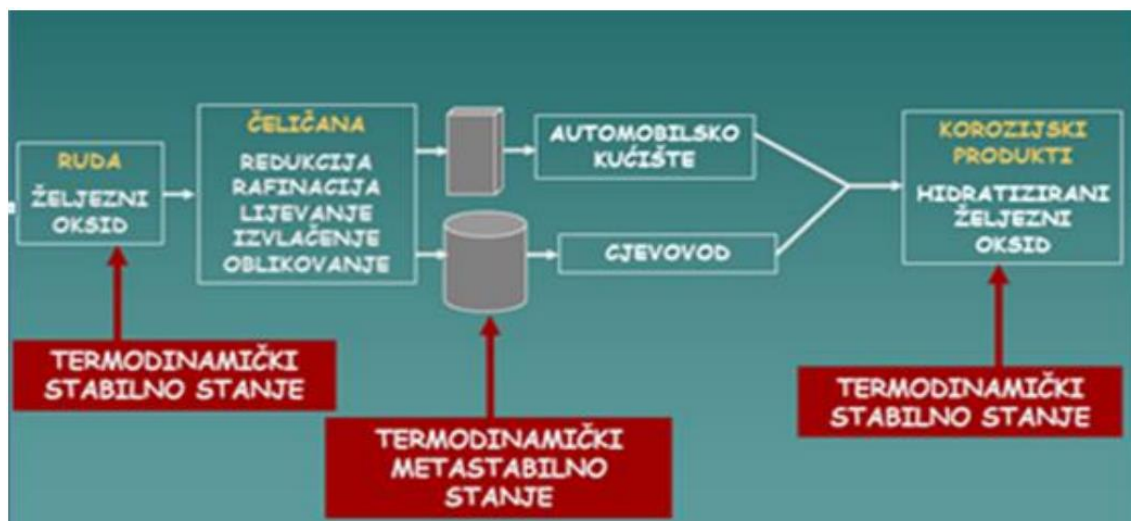 RUDA
ŽELJEZNI
OKSID
ČELIČANA
REDUKCIJA
RAFINACIJA
LIJEVANJE
IZVLAČENJE
OBLIKOVANJE
AUTOMOBILSKO
KUĆIŠTE
CJEVOVOD
KOROZIJSKI
PRODUKTI
HIDRATIZIRANI
ŽELJEZNI
OKSID
TERMODINAMIČKI
STABILNO STANJE
TERMODINAMIČKI
METASTABILNO
STANJE
TERMODINAMIČKI
STABILNO STANJE